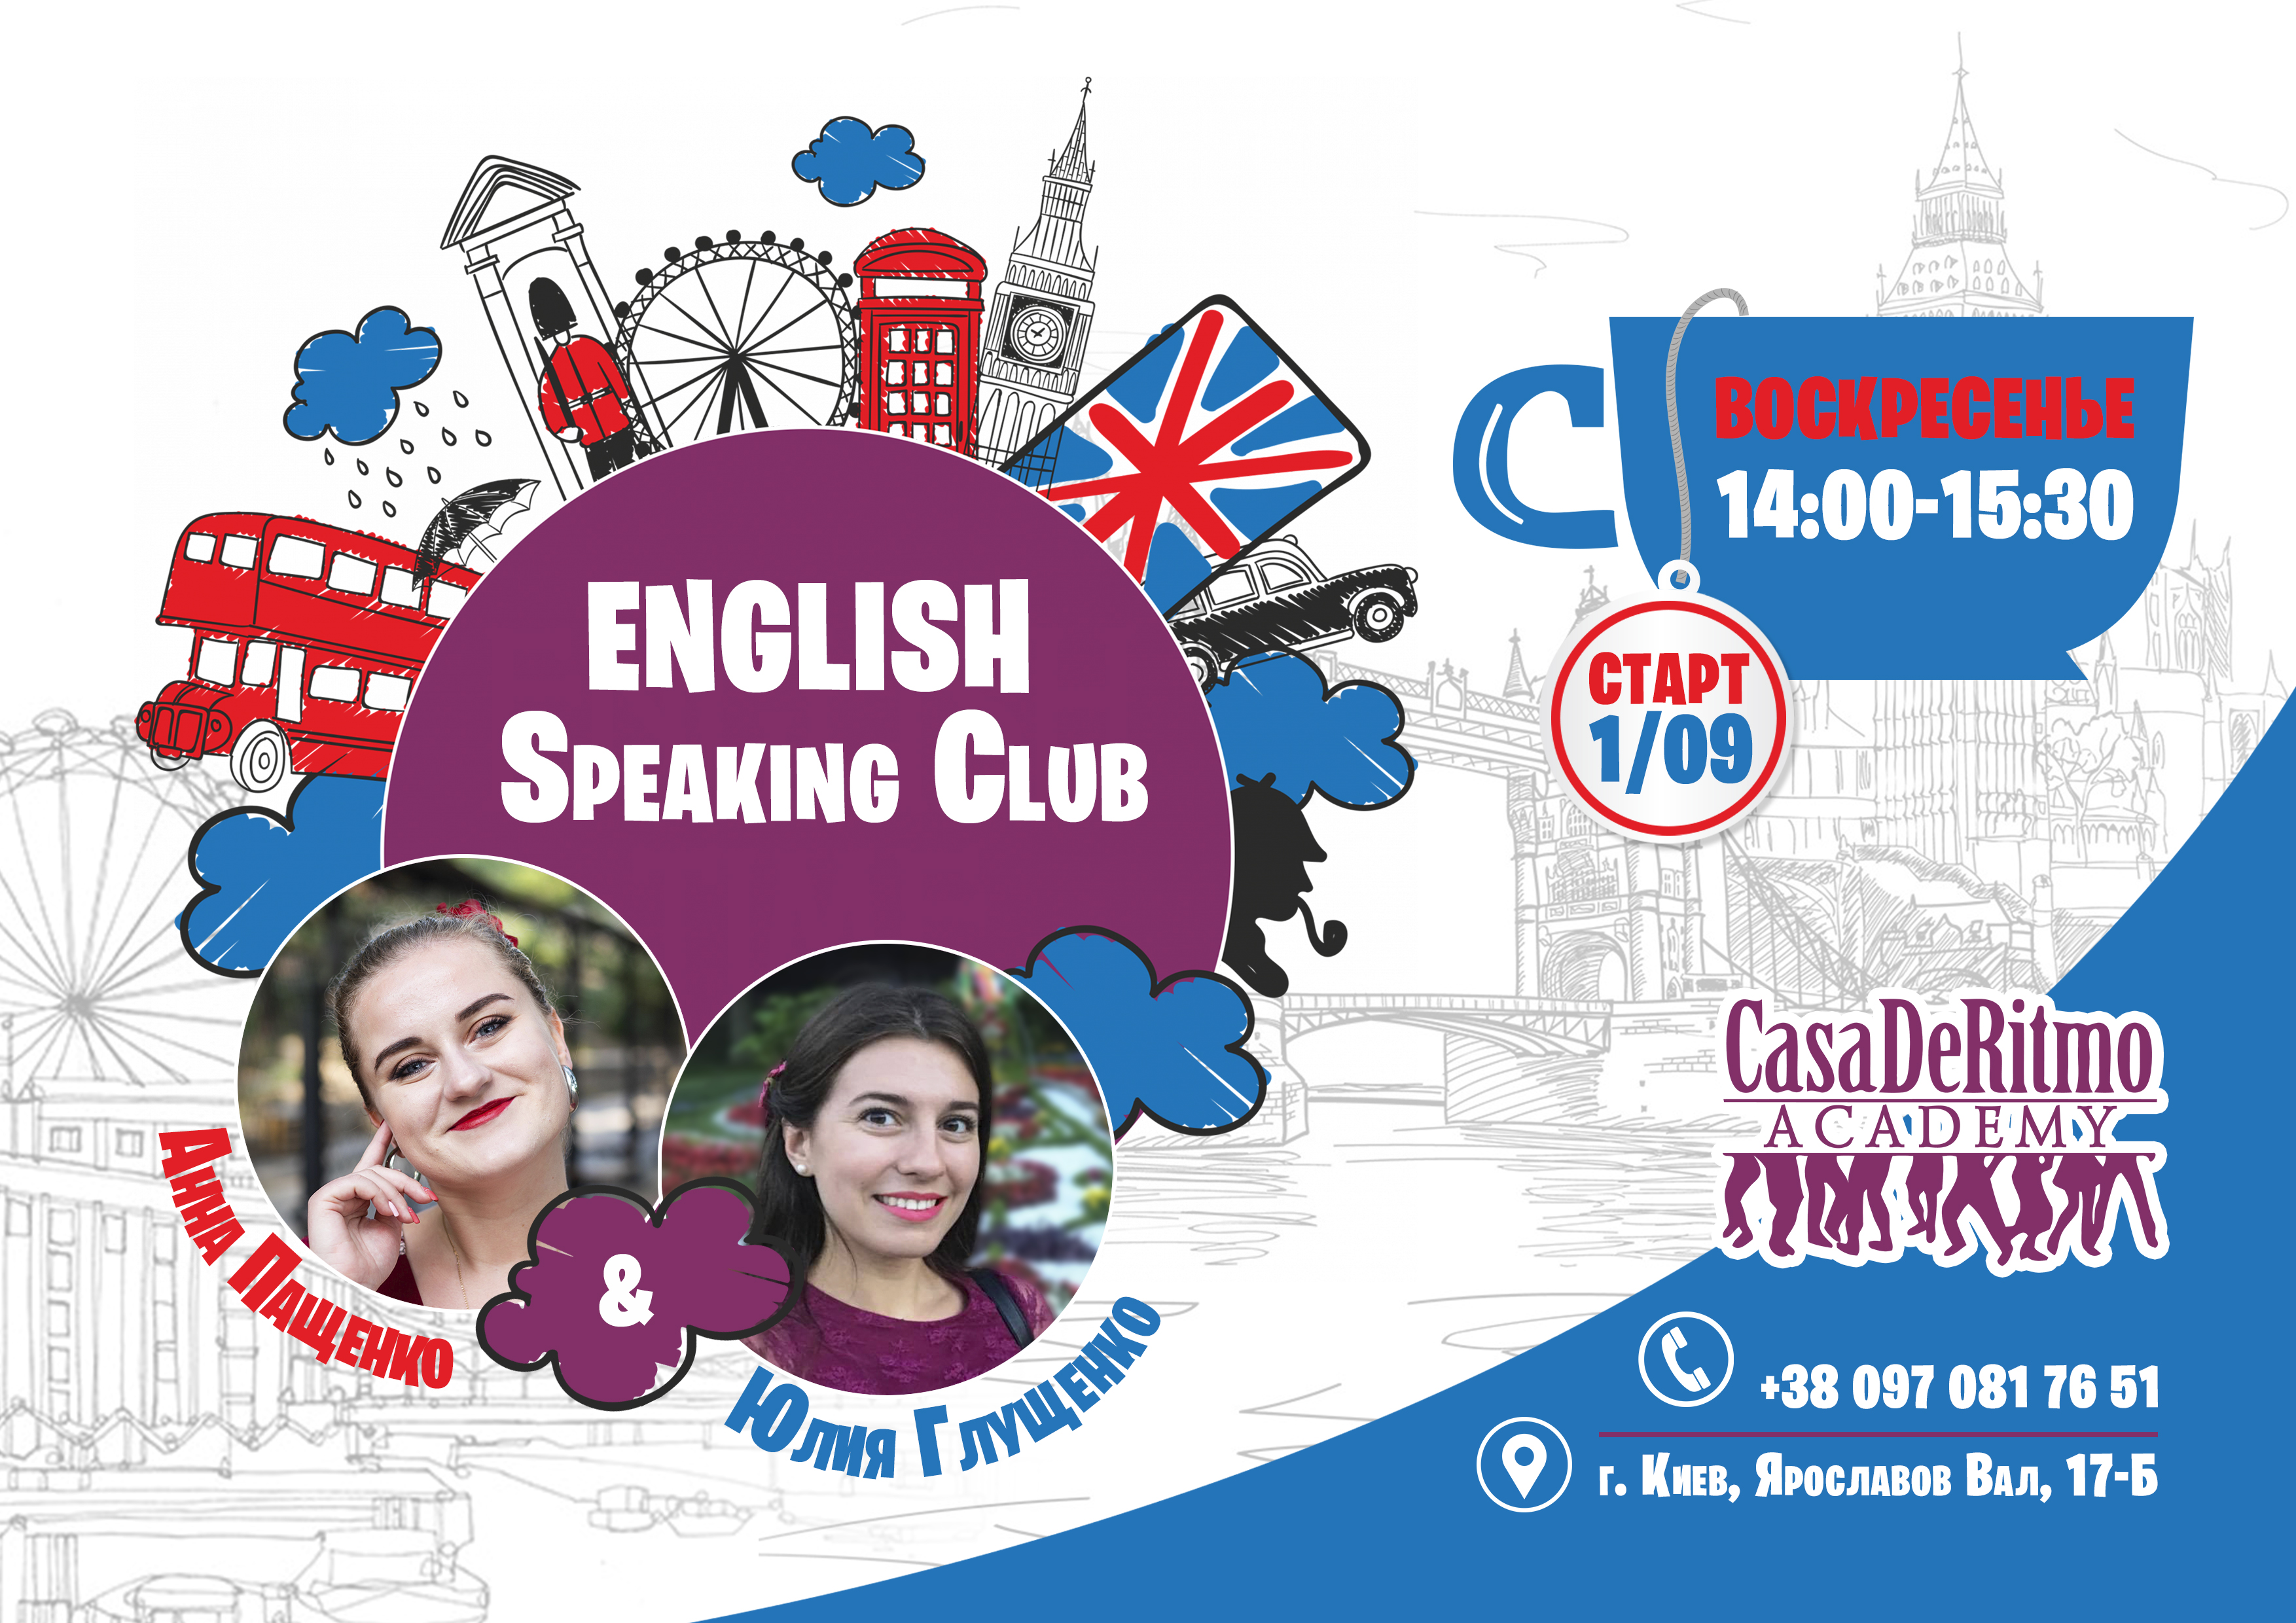 ENGLISH
SPEAKING CLUB
Анна Пащенко
&
Юлия Глущенко
ВОСКРЕСЕНЬЕ
14:00-15:30
СТАРТ
1/09
CasaDeRitmo
ACADEMY
+38 097 081 76 51
г. Киев, Ярославов Вал, 17-Б